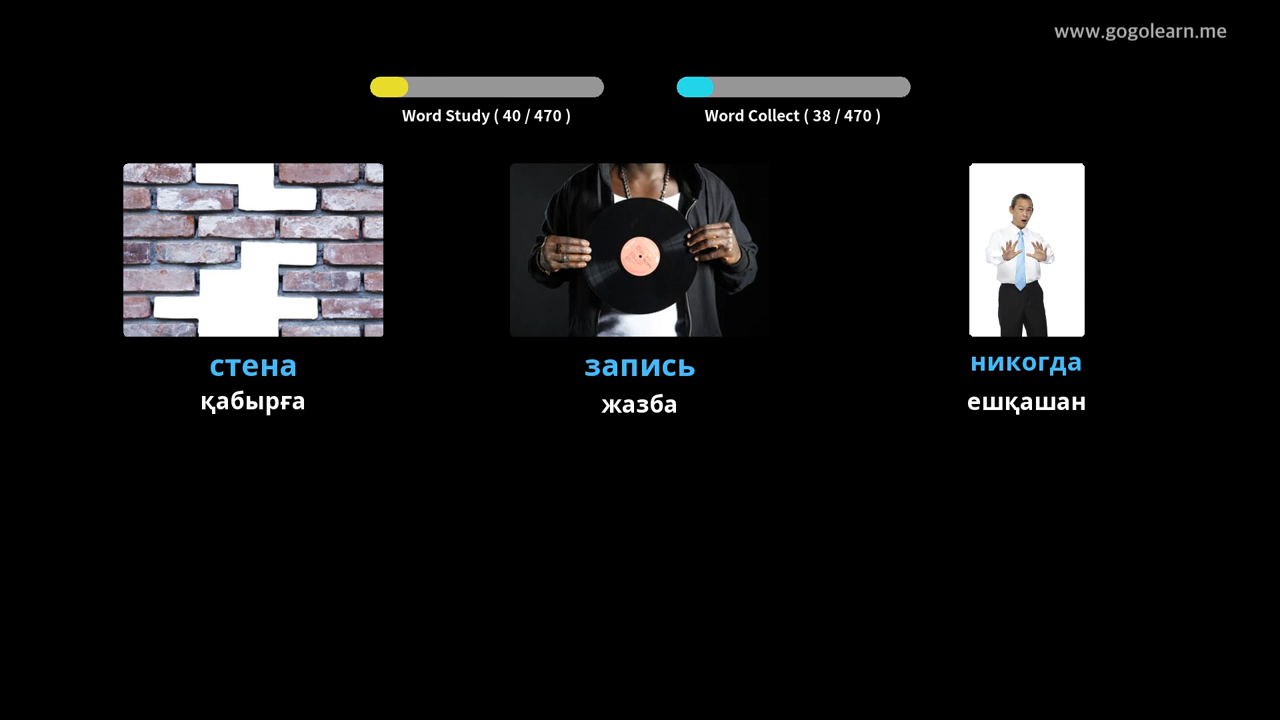 www.gogolearn.me
Word Study ( 40 / 470 )
Word Collect ( 38 / 470 )
стена
қабырға
запись
жазба
никогда
ешқашан